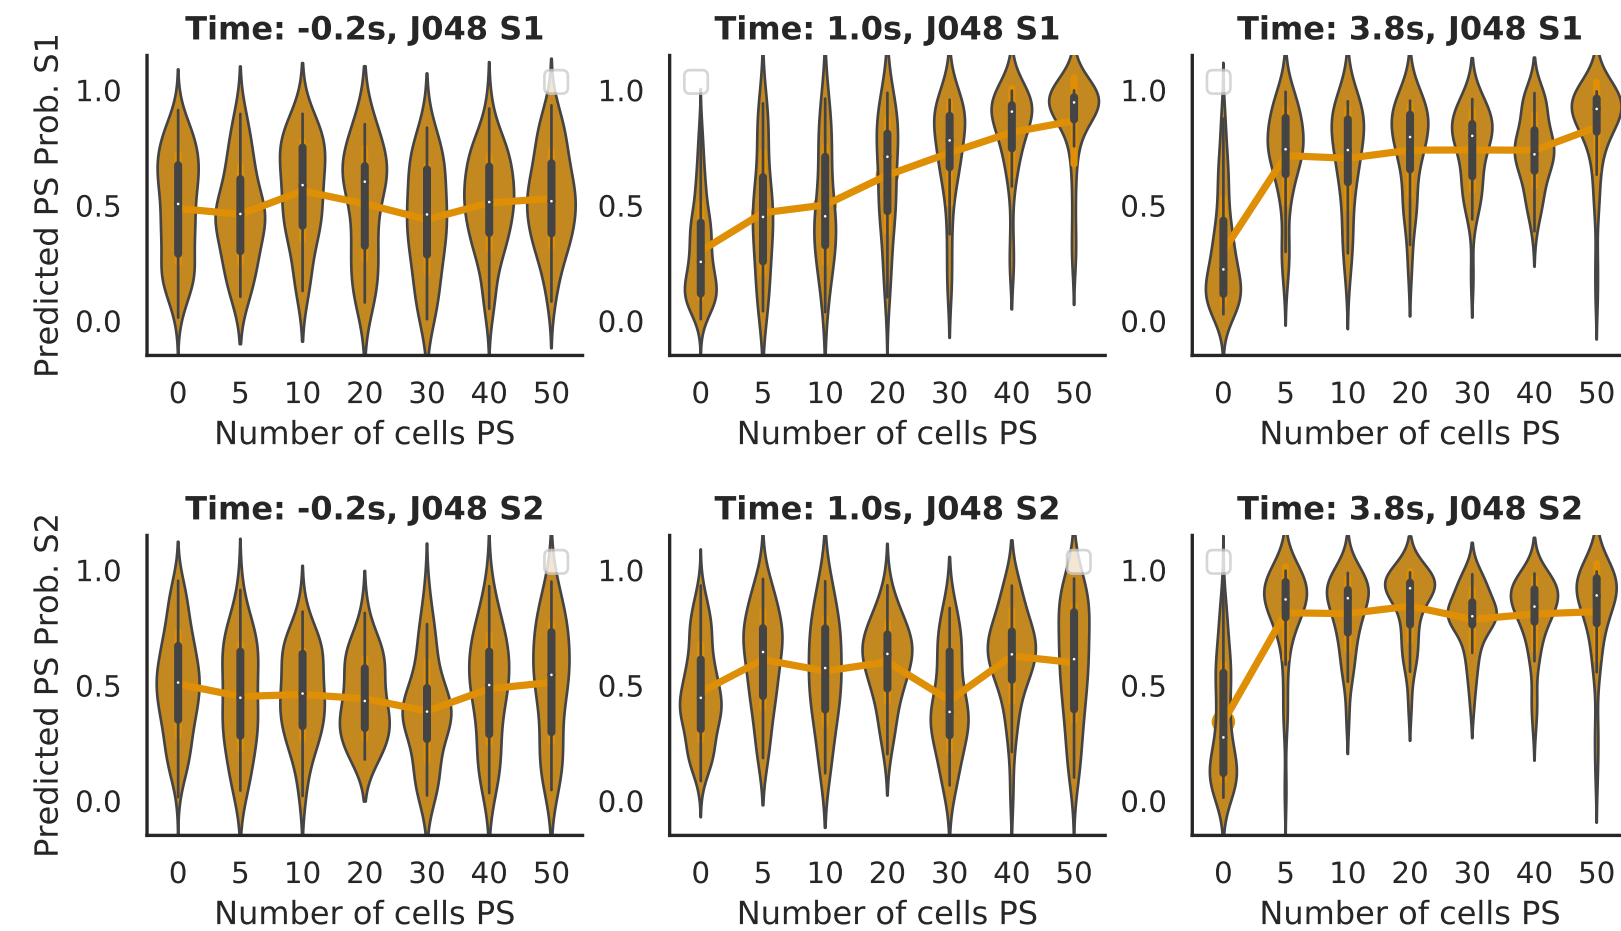 Time: -0.2s, J048 S1
Time: 1.0s, J048 S1
Time: 3.8s, J048 S1
Predicted PS Prob. S1
1.0
0.5
0.0
1.0
0.5
0.0
1.0
0.5
0.0
0 5 10 20 30 40 50
0 5 10 20 30 40 50
0 5 10 20 30 40 50
Number of cells PS
Number of cells PS
Number of cells PS
Time: -0.2s, J048 S2
Time: 1.0s, J048 S2
Time: 3.8s, J048 S2
Predicted PS Prob. S2
1.0
0.5
0.0
1.0
0.5
0.0
1.0
0.5
0.0
0 5 10 20 30 40 50
0 5 10 20 30 40 50
0 5 10 20 30 40 50
Number of cells PS
Number of cells PS
Number of cells PS